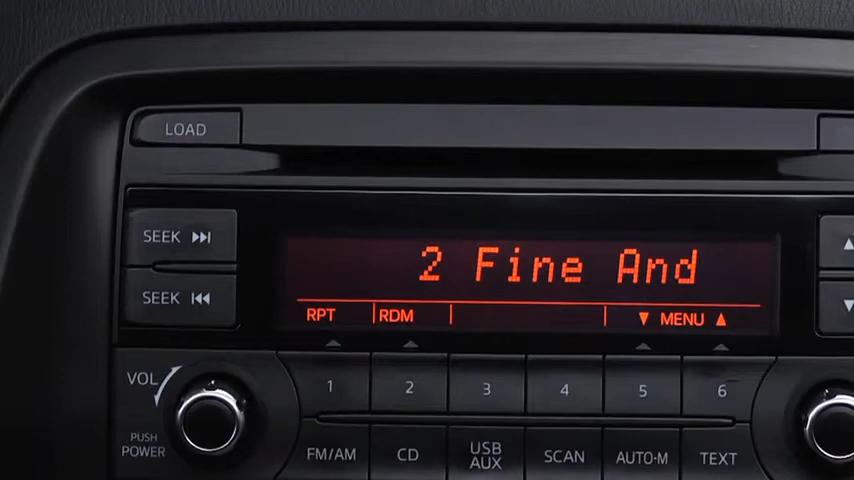 LOAD
SEEK
SEEK
2 Fine And
RPT RDM MENU
VOL
PUSH
POWER
1 2 3 4 5 6
FM/AM CD USB AUX SCAN AUTO-M TEXT